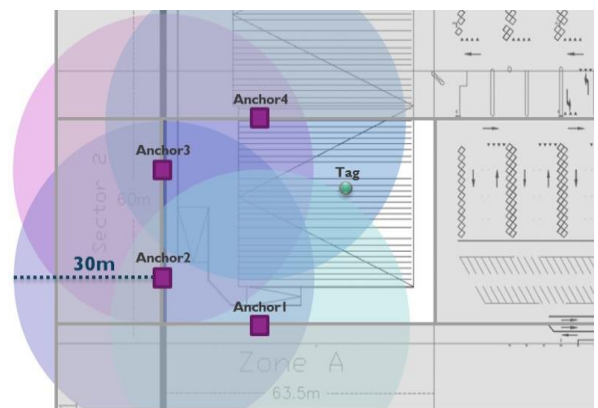 Anchor4
Anchor3
Tag
Sector 2
60m
30m
Anchor2
Anchor1
Zone A
63.5m